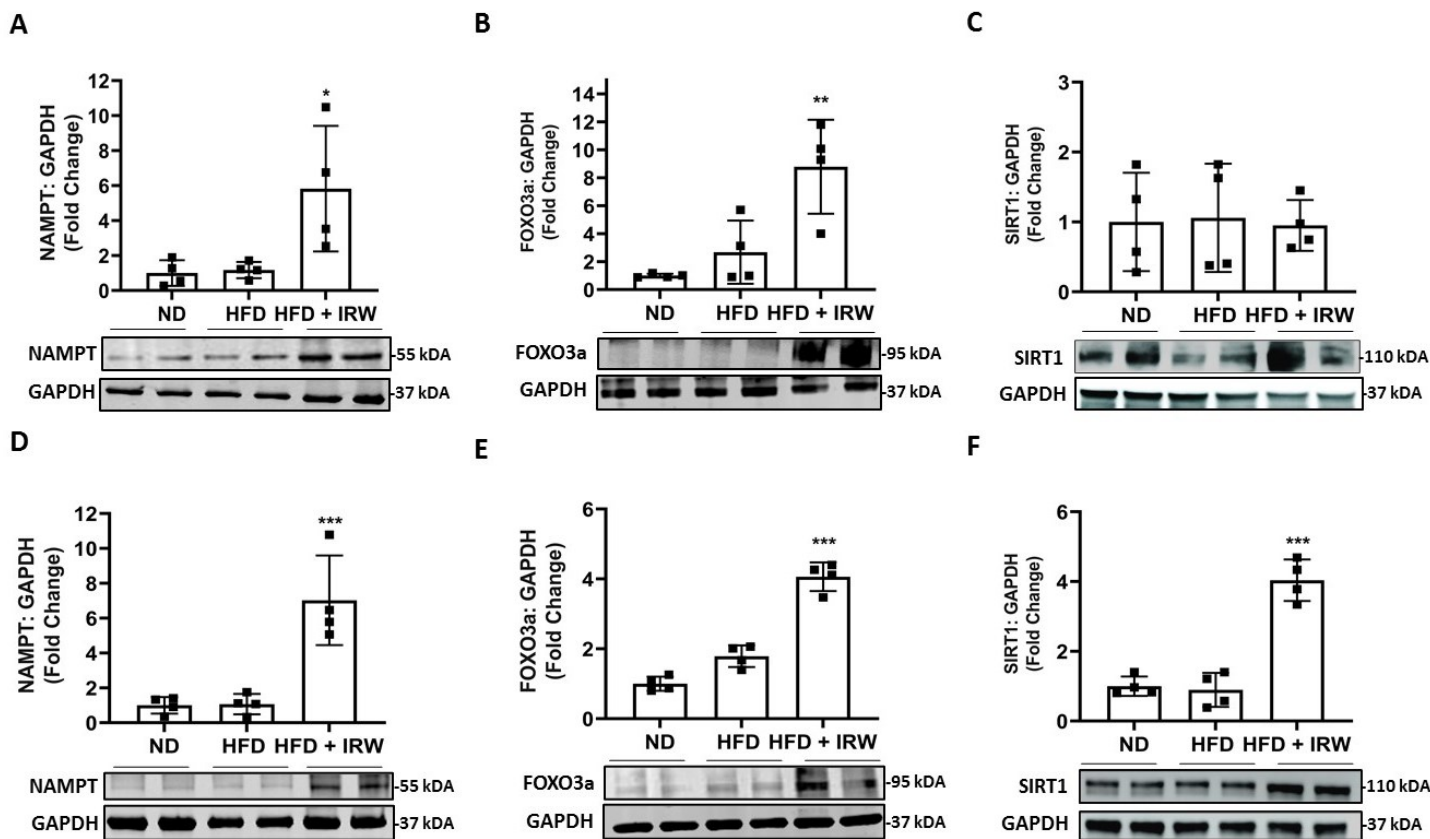 A
NAMPT: GAPDH
(Fold Change)
12
10
8
6
4
2
0
*
ND HFD HFD + IRW
NAMPT -55 kDA
GAPDH -37 kDA
B
FOXO3a: GAPDH
(Fold Change)
14
12
10
8
6
4
2
0
**
ND HFD HFD + IRW
FOXO3a -95 kDA
GAPDH -37 kDA
C
SIRT1: GAPDH
(Fold Change)
3
2
1
0
ND HFD HFD + IRW
SIRT1 -110 kDA
GAPDH -37 kDA
D
NAMPT: GAPDH
(Fold Change)
12
10
8
6
4
2
0
***
ND HFD HFD + IRW
NAMPT -55 kDA
GAPDH -37 kDA
E
FOXO3a: GAPDH
(Fold Change)
6
4
2
0
***
ND HFD HFD + IRW
FOXO3a -95 kDA
GAPDH -37 kDA
F
SIRT1: GAPDH
(Fold Change)
6
4
2
0
***
ND HFD HFD + IRW
SIRT1 -110 kDA
GAPDH -37 kDA